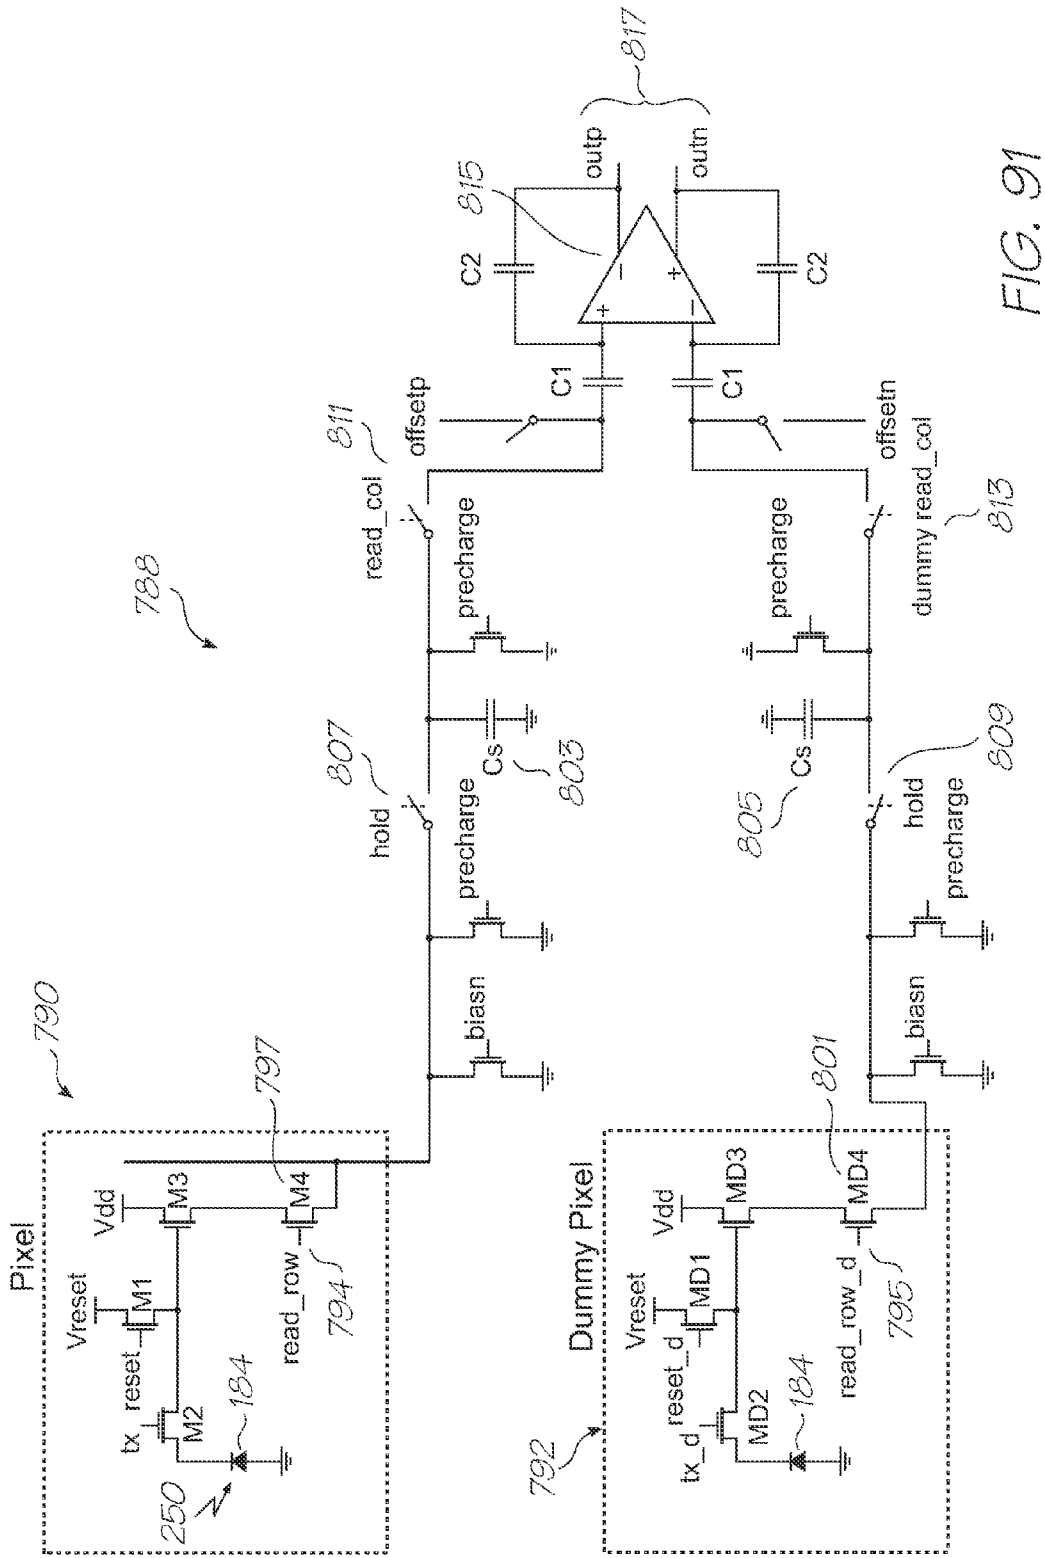 Pixel
790
Vreset
Vdd
tx
reset
M1
M3
M2
797
M4
250
184
read_row
794
788
hold
807
read_col
811
offsetp
biasn
precharge
Cs
803
precharge
C1
C2
815
outp
817
outn
C1
C2
offsetn
792
Dummy Pixel
Vreset
Vdd
tx_d
reset_d
MD1
MD3
MD2
801
MD4
184
read_row_d
795
biasn
precharge
hold
809
805
Cs
precharge
dummy read_col
813
+
−
−
+
FIG. 91